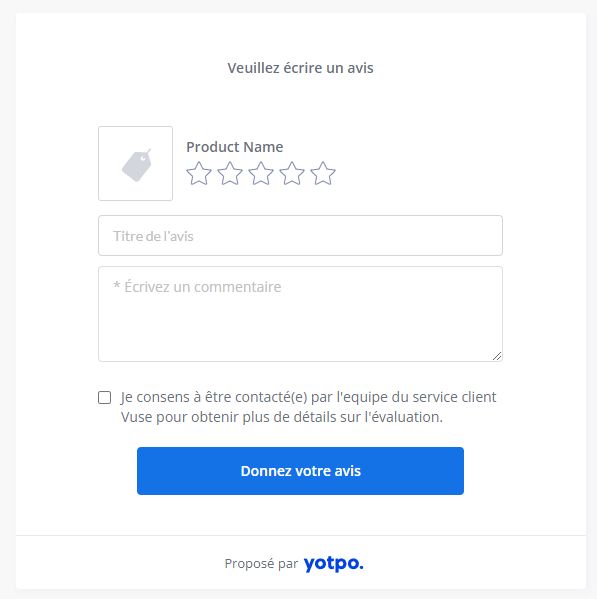 Veuillez écrire un avis
Product Name
Titre de l'avis
* Écrivez un commentaire
Je consens à être contacté(e) par l'equipe du service client
Vuse pour obtenir plus de détails sur l'évaluation.
Donnez votre avis
Proposé par yotpo.